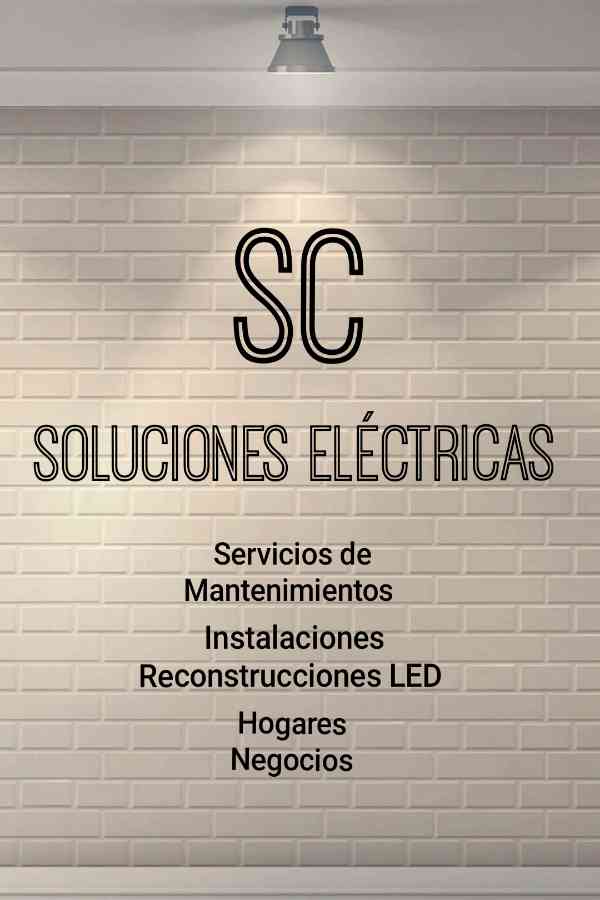 SC
SOLUCIONES ELÉCTRICAS
Servicios de
Mantenimientos
Instalaciones
Reconstrucciones LED
Hogares
Negocios